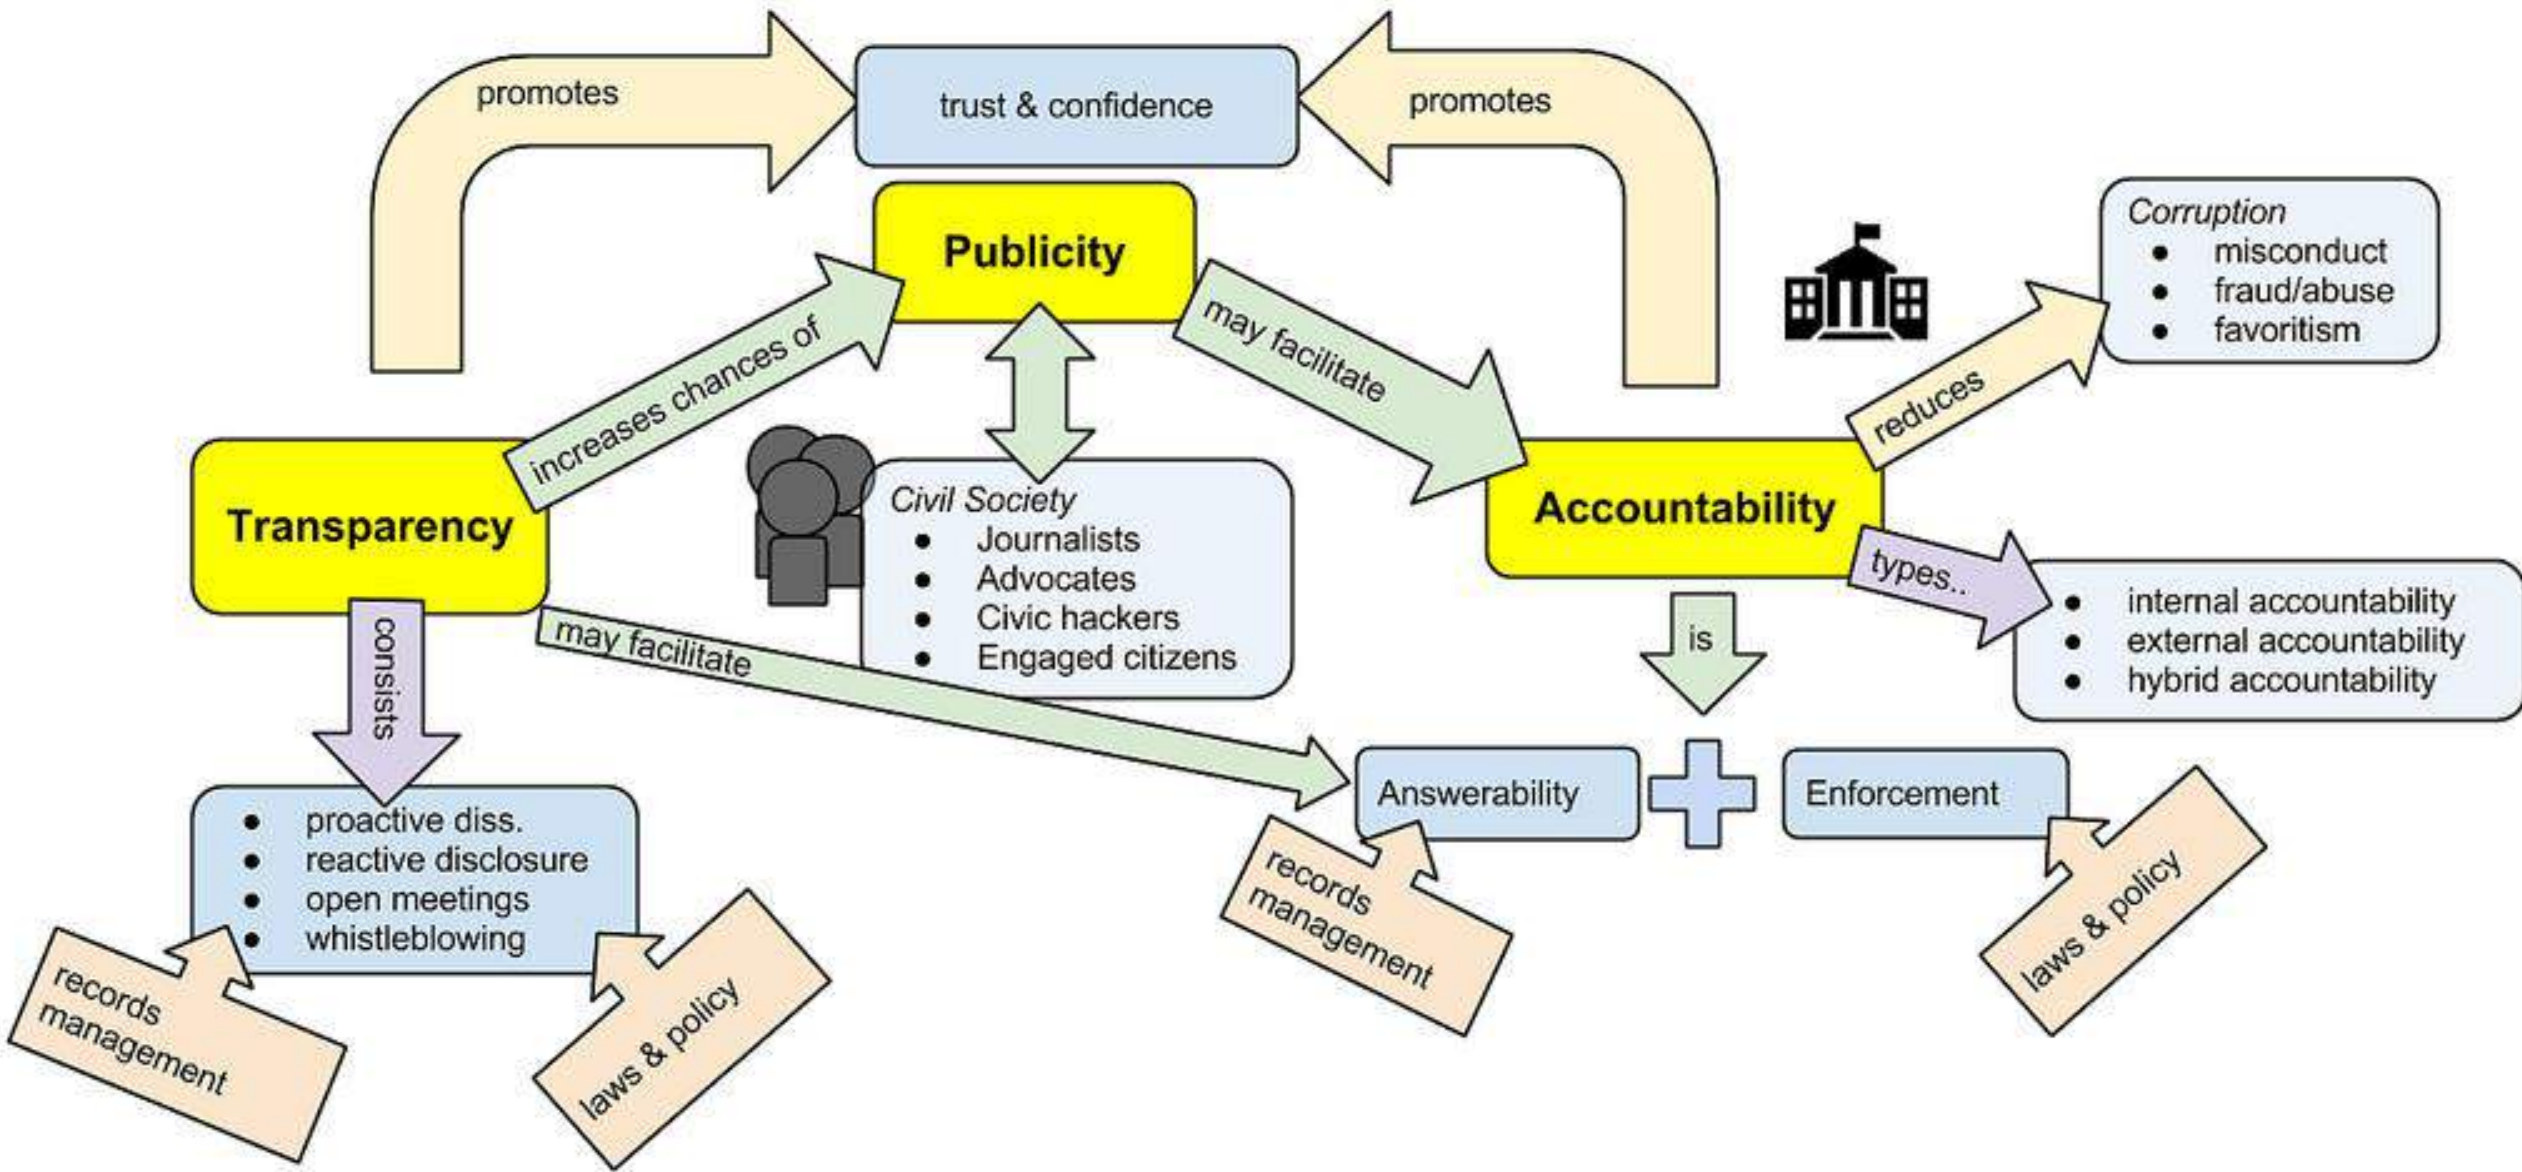 promotes
trust & confidence
promotes
Publicity
Corruption
● misconduct
● fraud/abuse
● favoritism
increases chances of
may facilitate
reduces
Transparency
Civil Society
● Journalists
● Advocates
● Civic hackers
● Engaged citizens
Accountability
types..
● internal accountability
● external accountability
● hybrid accountability
consists
may facilitate
is
● proactive diss.
● reactive disclosure
● open meetings
● whistleblowing
Answerability
Enforcement
records
management
laws & policy
records
management
laws & policy